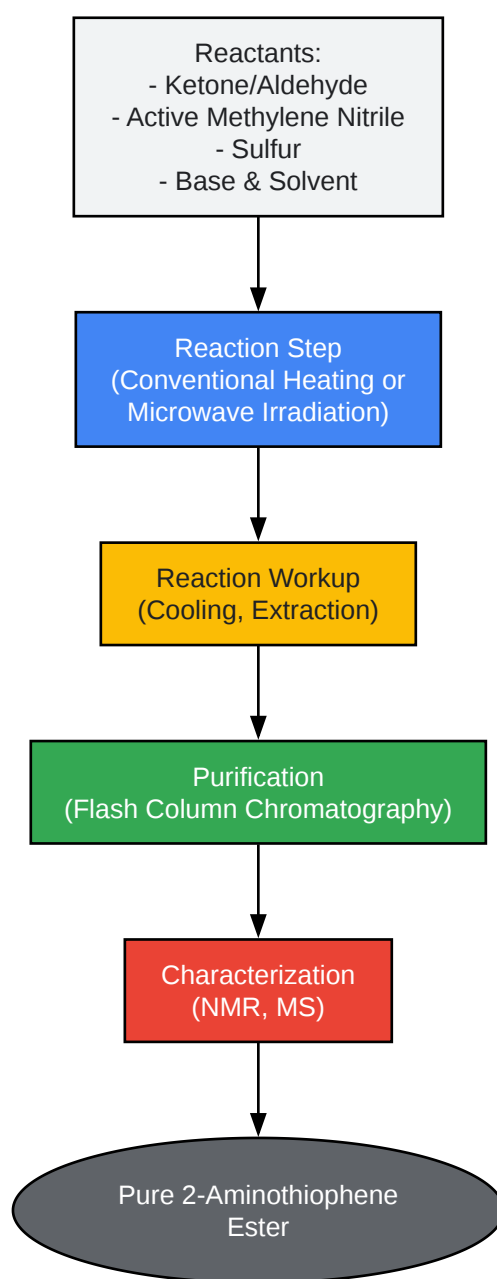 Reactants:
- Ketone/Aldehyde
- Active Methylene Nitrile
- Sulfur
- Base & Solvent
Reaction Step
(Conventional Heating or
Microwave Irradiation)
Reaction Workup
(Cooling, Extraction)
Purification
(Flash Column Chromatography)
Characterization
(NMR, MS)
Pure 2-Aminothiophene
Ester